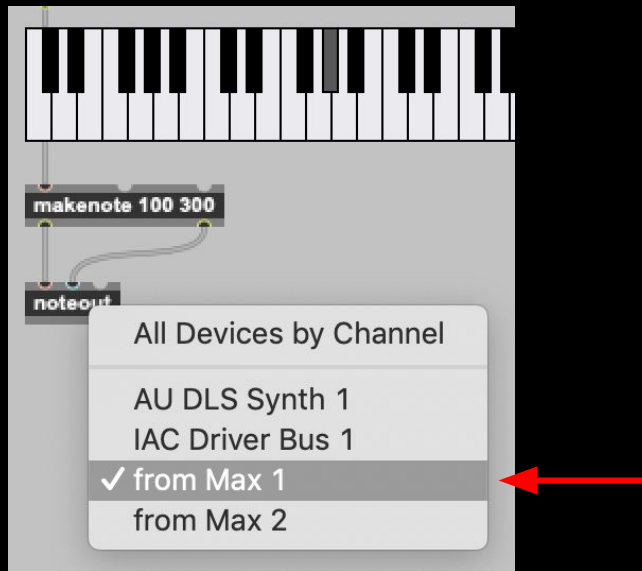 makenote 100 300
noteout
All Devices by Channel
AU DLS Synth 1
IAC Driver Bus 1
✓ from Max 1
from Max 2